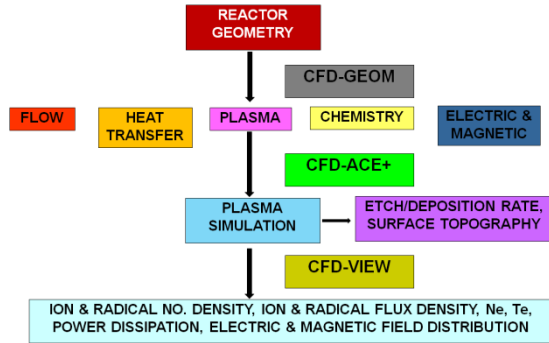 REACTOR
GEOMETRY
CFD-GEOM
FLOW
HEAT
TRANSFER
PLASMA
CHEMISTRY
ELECTRIC &
MAGNETIC
CFD-ACE+
PLASMA
SIMULATION
ETCH/DEPOSITION RATE,
SURFACE TOPOGRAPHY
CFD-VIEW
ION & RADICAL NO. DENSITY, ION & RADICAL FLUX DENSITY, Ne, Te,
POWER DISSIPATION, ELECTRIC & MAGNETIC FIELD DISTRIBUTION